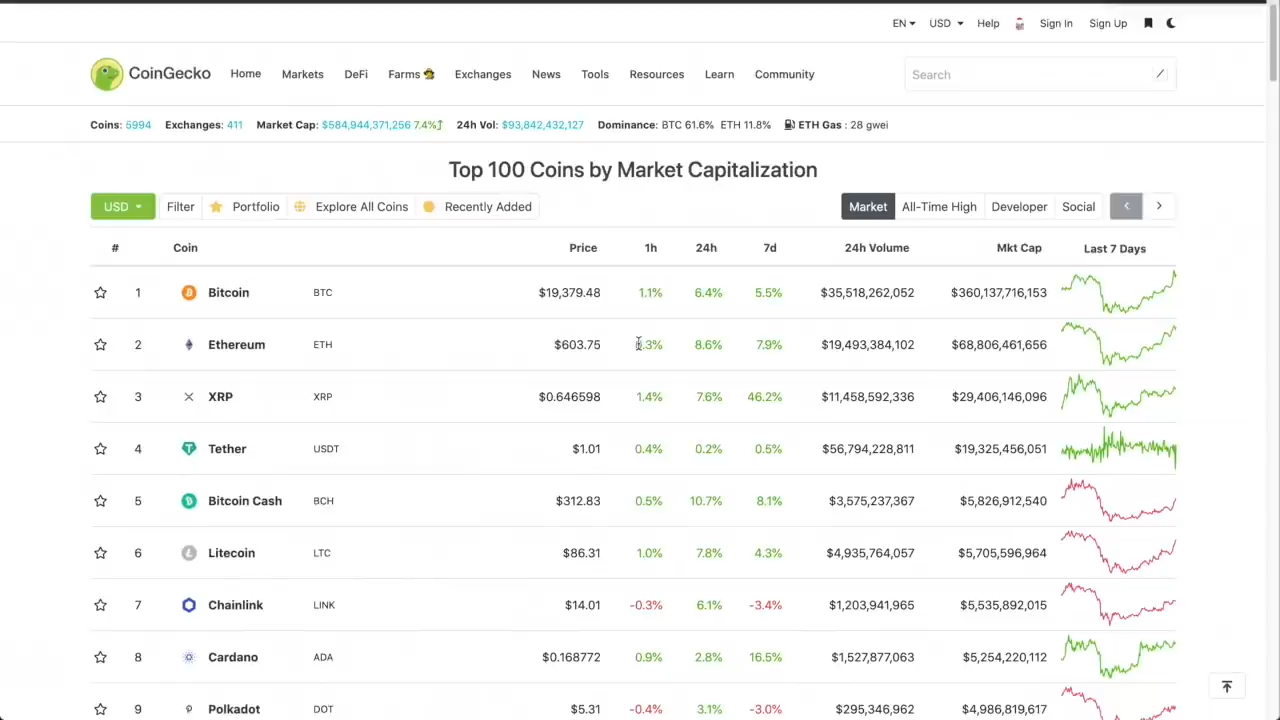 EN USD Help Sign In Sign Up
CoinGecko Home Markets DeFi Farms Exchanges News Tools Resources Learn Community Search /
Coins: 5994 Exchanges: 411 Market Cap: $584,944,371,256 7.4% 24h Vol: $93,842,432,127 Dominance: BTC 61.6% ETH 11.8% ETH Gas : 28 gwei
Top 100 Coins by Market Capitalization
USD Filter Portfolio Explore All Coins Recently Added Market All-Time High Developer Social
# Coin Price 1h 24h 7d 24h Volume Mkt Cap Last 7 Days
1 Bitcoin BTC $19,379.48 1.1% 6.4% 5.5% $35,518,262,052 $360,137,716,153
2 Ethereum ETH $603.75 8.6% 7.9% $19,493,384,102 $68,806,461,656
3 XRP XRP $0.646598 1.4% 7.6% 46.2% $11,458,592,336 $29,406,146,096
4 Tether USDT $1.01 0.4% 0.2% 0.5% $56,794,228,811 $19,325,456,051
5 Bitcoin Cash BCH $312.83 0.5% 10.7% 8.1% $3,575,237,367 $5,826,912,540
6 Litecoin LTC $86.31 1.0% 7.8% 4.3% $4,935,764,057 $5,705,596,964
7 Chainlink LINK $14.01 -0.3% 6.1% -3.4% $1,203,941,965 $5,535,892,015
8 Cardano ADA $0.168772 0.9% 2.8% 16.5% $1,527,877,063 $5,254,220,112
9 Polkadot DOT $5.31 -0.4% 3.1% -3.0% $295,346,962 $4,986,819,617